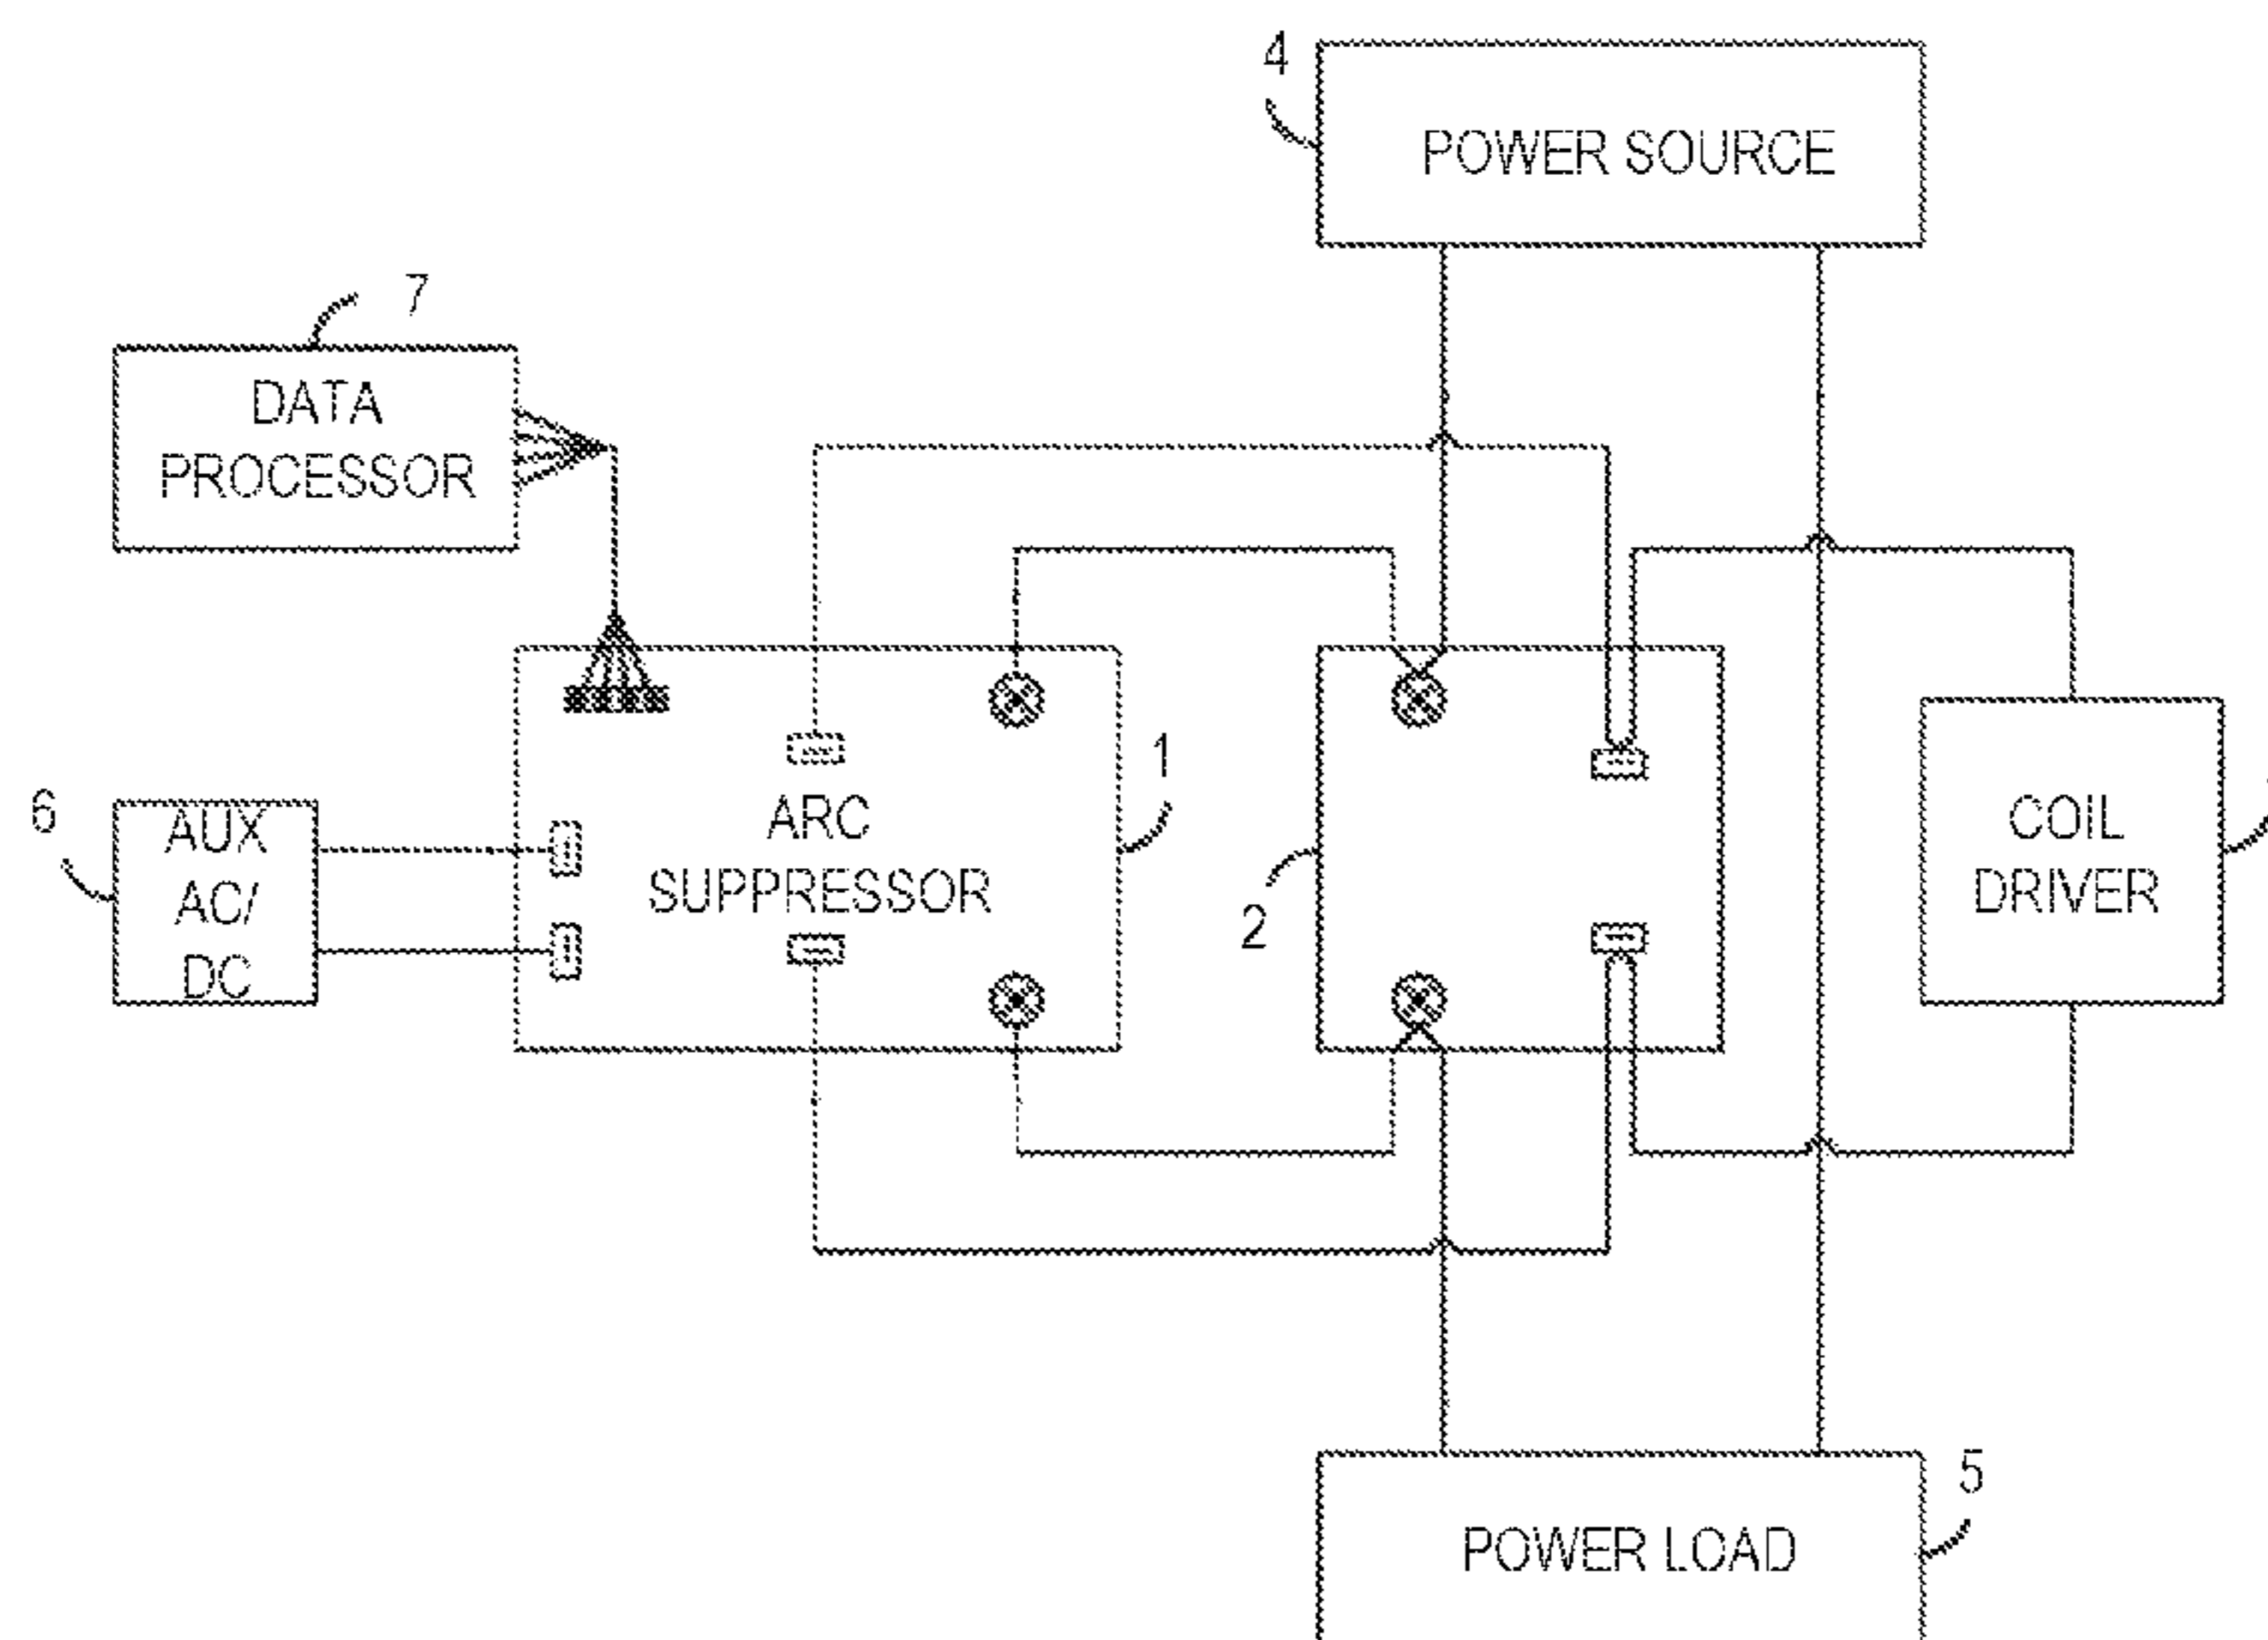 4
POWER SOURCE
7
DATA
PROCESSOR
1
ARC
SUPPRESSOR
6
AUX
AC/
DC
2
COIL
DRIVER
5
POWER LOAD